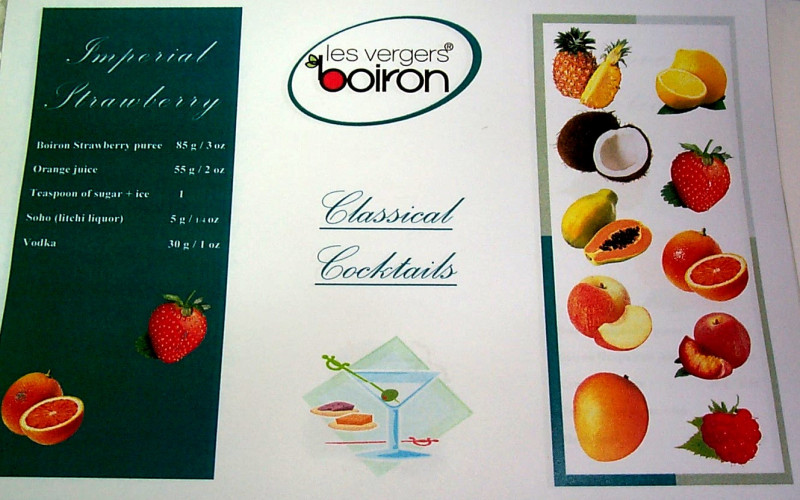 Imperial
Strawberry
Boiron Strawberry puree 85 g / 3 oz
Orange juice 55 g / 2 oz
Teaspoon of sugar + ice 1
Soho (litchi liquor) 5 g / 1/4 oz
Vodka 30 g / 1 oz
les vergers®
boiron
Classical
Cocktails